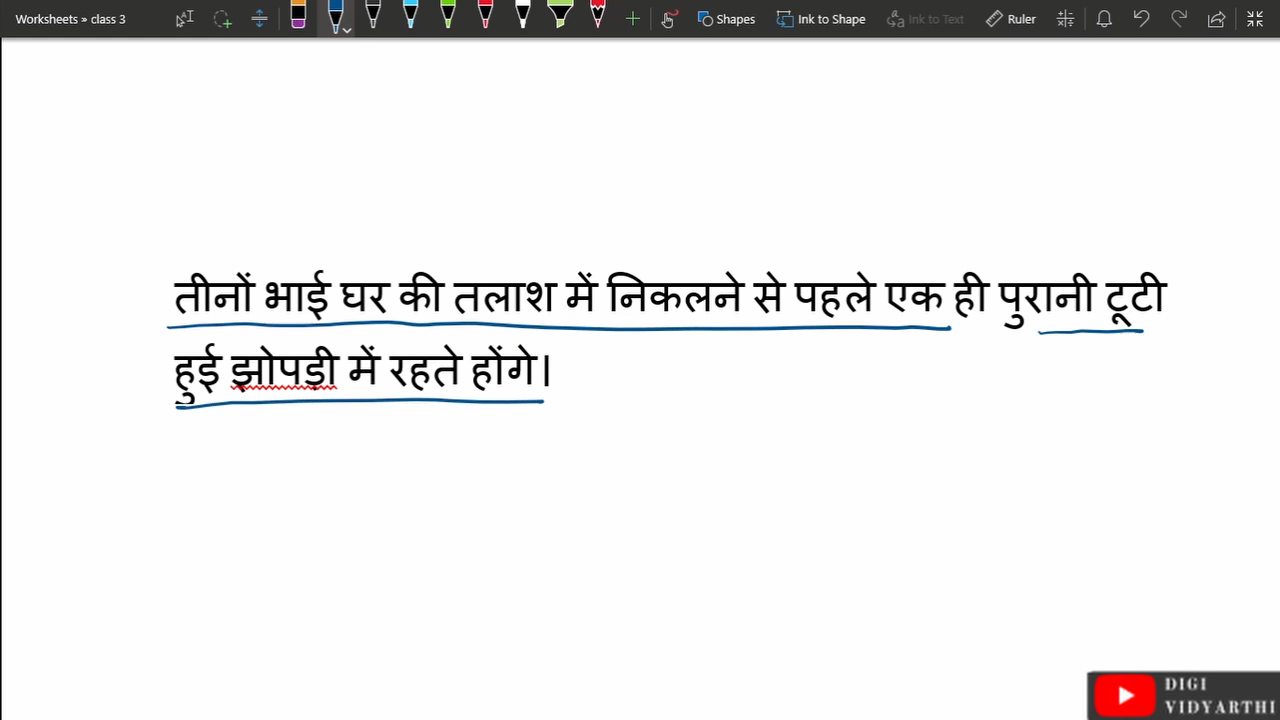 Worksheets » class 3
Shapes
Ink to Shape
Ink to Text
Ruler
तीनों भाई घर की तलाश में निकलने से पहले एक ही पुरानी टूटी
हुई झोपड़ी में रहते होंगे।
DIGI
VIDYARTHI